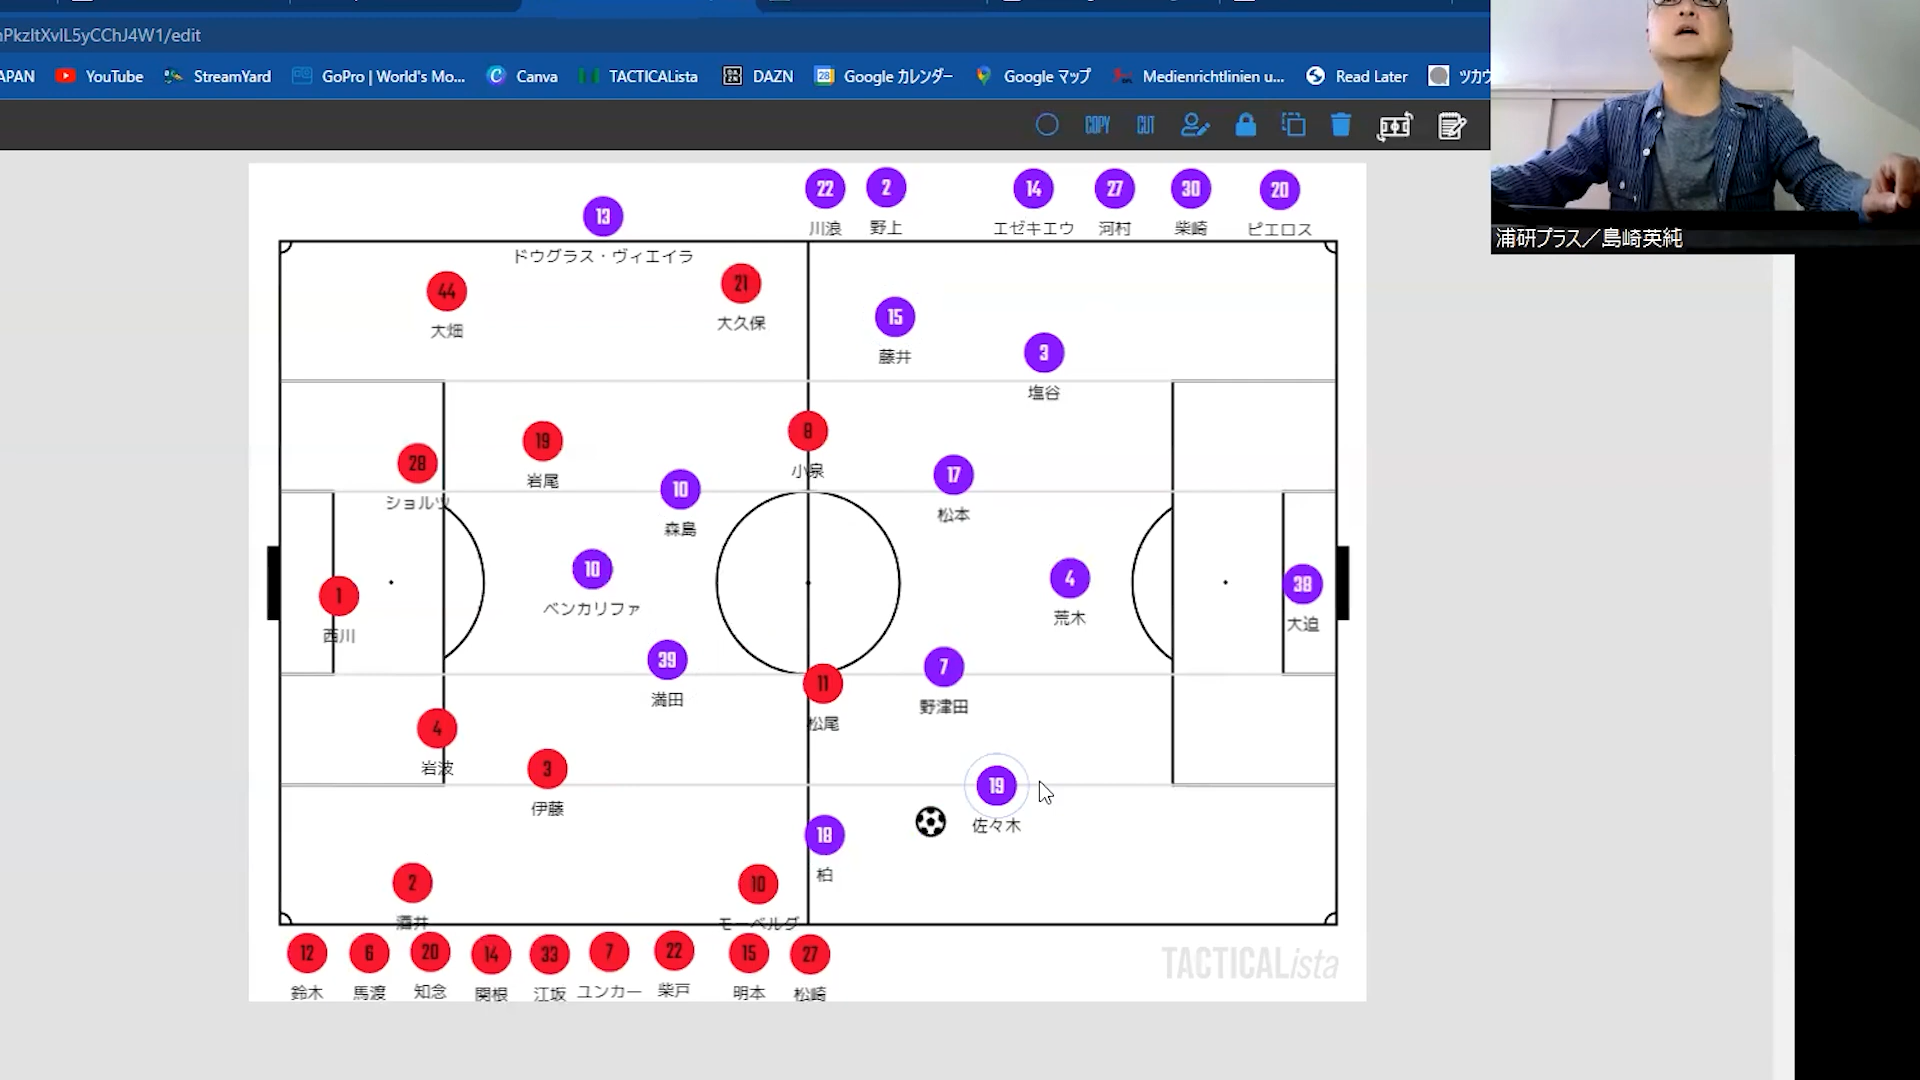 nPkzItXvIL5yCChJ4W1/edit
APAN YouTube StreamYard GoPro | World's Mo... Canva TACTICALista DAZN Google カレンダー Google マップ Medienrichtlinien u... Read Later ツカウ
COPY CUT
浦研プラス／島崎英純
22 2 14 27 30 20
川浪 野上 エゼキエウ 河村 柴崎 ピエロス
13
ドウグラス・ヴィエイラ
44
大畑
21
大久保
15
藤井
3
塩谷
8
小泉
19
岩尾
28
ショルツ
10
森島
17
松本
10
ベンカリファ
4
荒木
38
大迫
1
西川
39
満田
11
松尾
7
野津田
4
岩波
3
伊藤
19
佐々木
18
柏
2
酒井
10
モーベルグ
12 6 20 14 33 7 22 15 27
鈴木 馬渡 知念 関根 江坂 ユンカー 柴戸 明本 松崎
TACTICALista